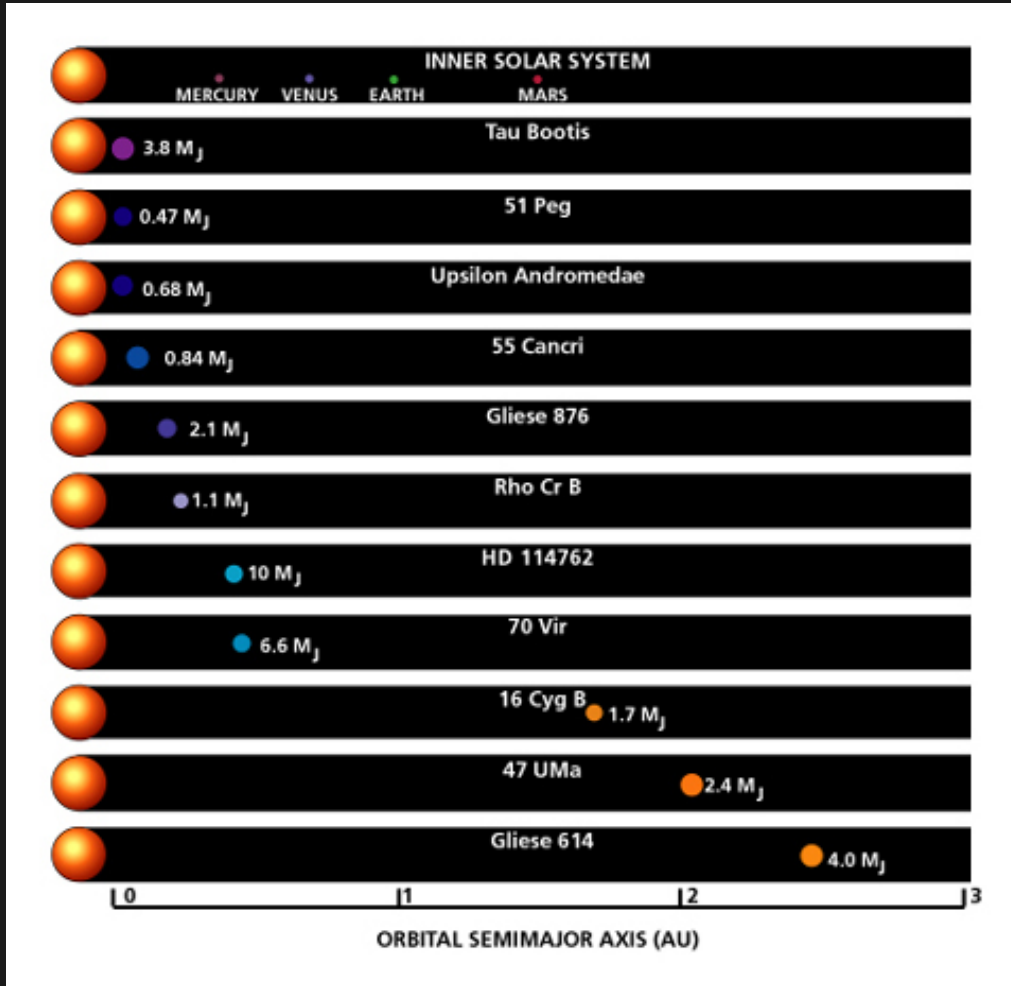 INNER SOLAR SYSTEM
MERCURY VENUS EARTH MARS
Tau Bootis
3.8 MJ
51 Peg
0.47 MJ
Upsilon Andromedae
0.68 MJ
55 Cancri
0.84 MJ
Gliese 876
2.1 MJ
Rho Cr B
1.1 MJ
HD 114762
10 MJ
70 Vir
6.6 MJ
16 Cyg B
1.7 MJ
47 UMa
2.4 MJ
Gliese 614
4.0 MJ
0 1 2 3
ORBITAL SEMIMAJOR AXIS (AU)